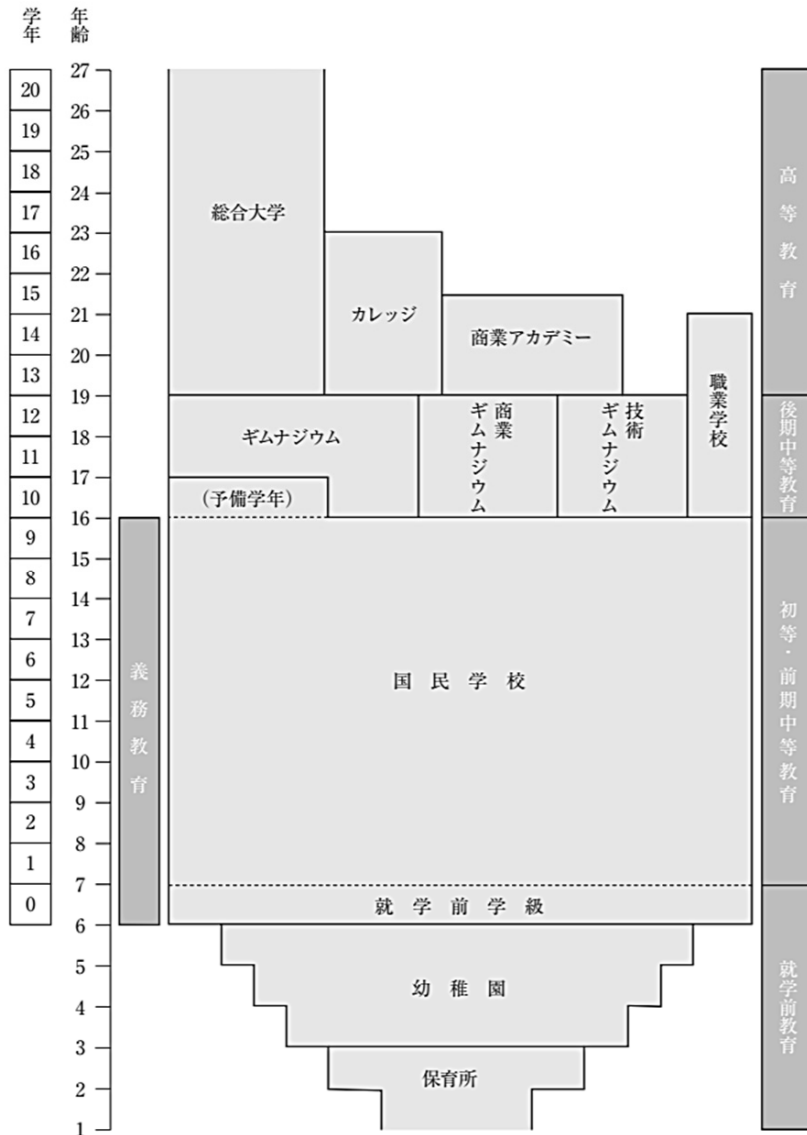 学年
年齢
20
19
18
17
16
15
14
13
12
11
10
9
8
7
6
5
4
3
2
1
0
27
26
25
24
23
22
21
20
19
18
17
16
15
14
13
12
11
10
9
8
7
6
5
4
3
2
1
義務教育
総合大学
カレッジ
商業アカデミー
職業学校
ギムナジウム
(予備学年)
商業
ギムナジウム
技術
ギムナジウム
国民学校
就学前学級
幼稚園
保育所
高等教育
後期中等教育
初等・前期中等教育
就学前教育